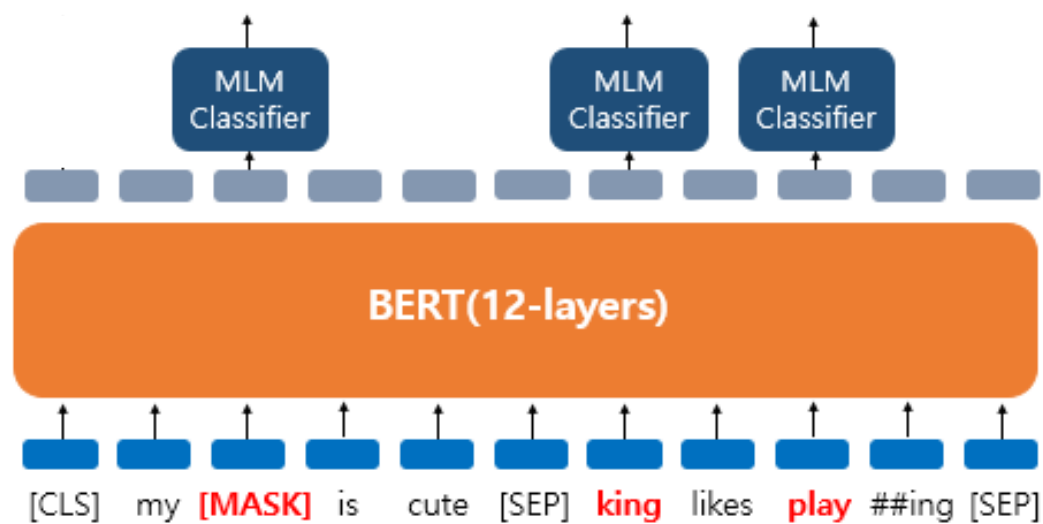 MLM
Classifier
MLM
Classifier
MLM
Classifier
BERT(12-layers)
[CLS] my [MASK] is cute [SEP] king likes play ##ing [SEP]